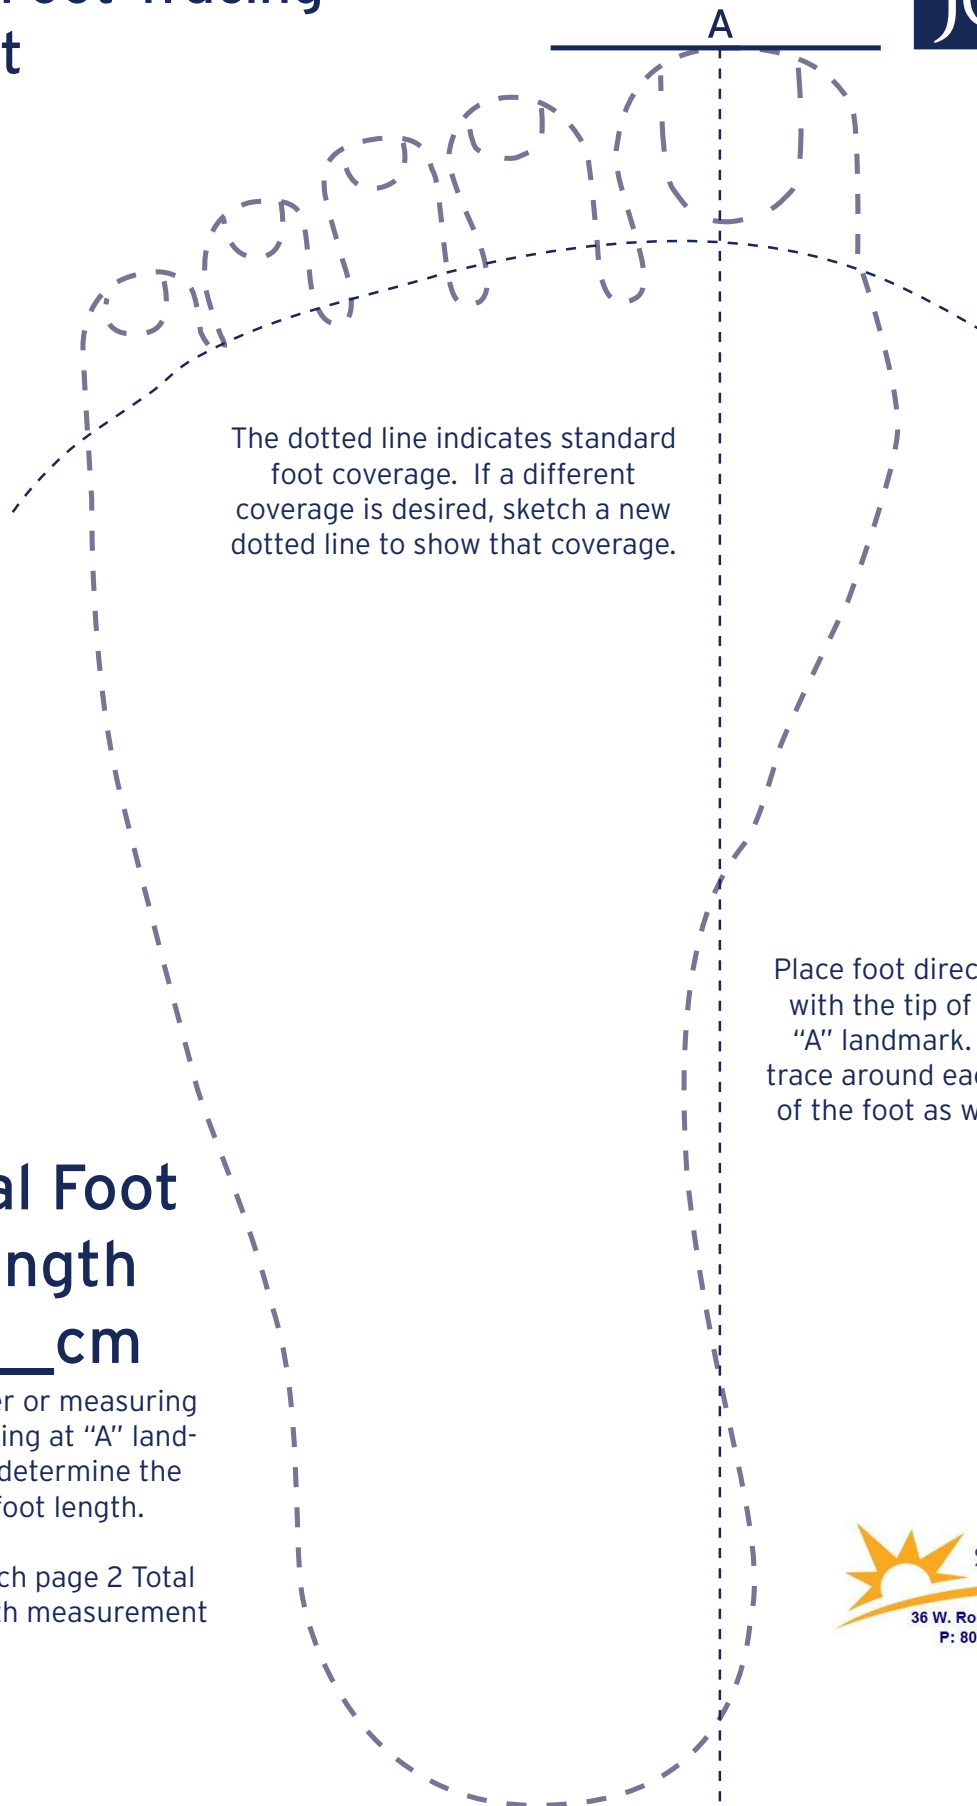 Foot Tracing
t
A
The dotted line indicates standard
foot coverage.  If a different
coverage is desired, sketch a new
dotted line to show that coverage.
Place foot direc
with the tip of
“A” landmark.
trace around eac
of the foot as w
al Foot
ngth
__cm
er or measuring
ing at “A” land-
determine the
foot length.
ch page 2 Total
th measurement
36 W. Ro
P: 80